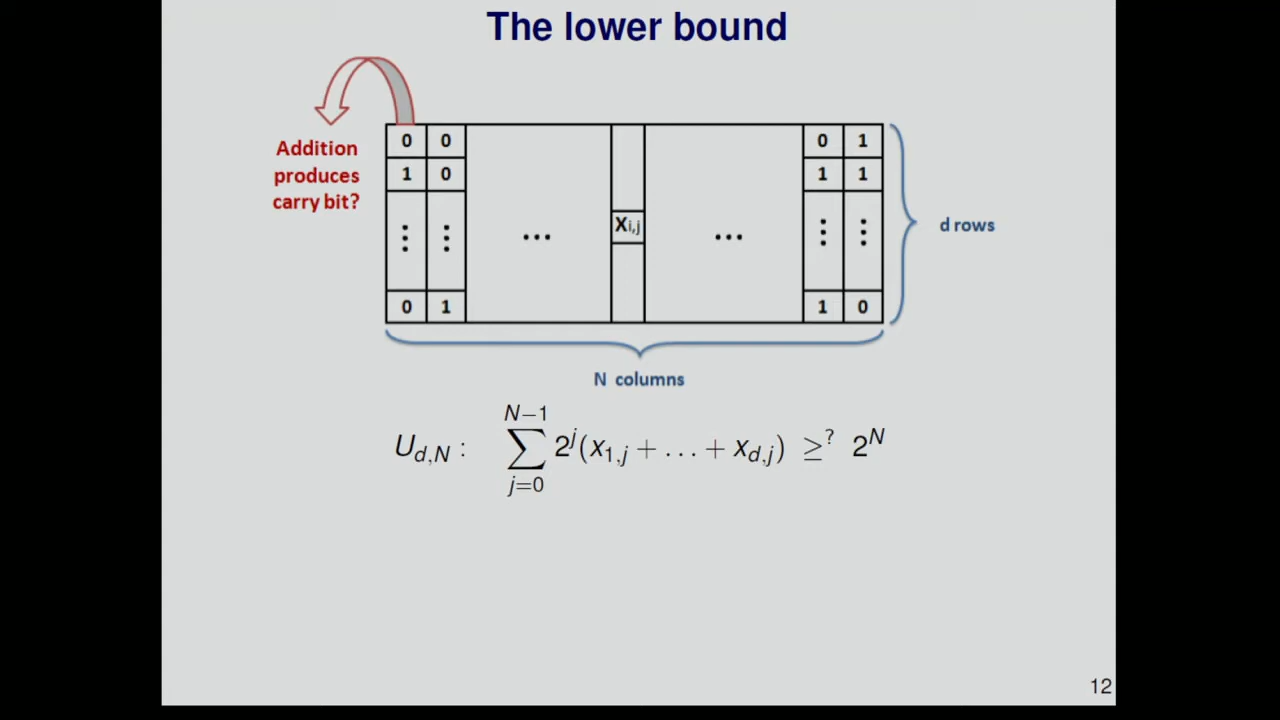 The lower bound
Addition
produces
carry bit?
0 0 0 1
1 0 1 1
⋮ ⋮ ... X_{i,j} ... ⋮ ⋮
0 1 1 0
d rows
N columns
U_{d,N} : \sum_{j=0}^{N-1} 2^j (x_{1,j} + … + x_{d,j}) ≥^? 2^N
12